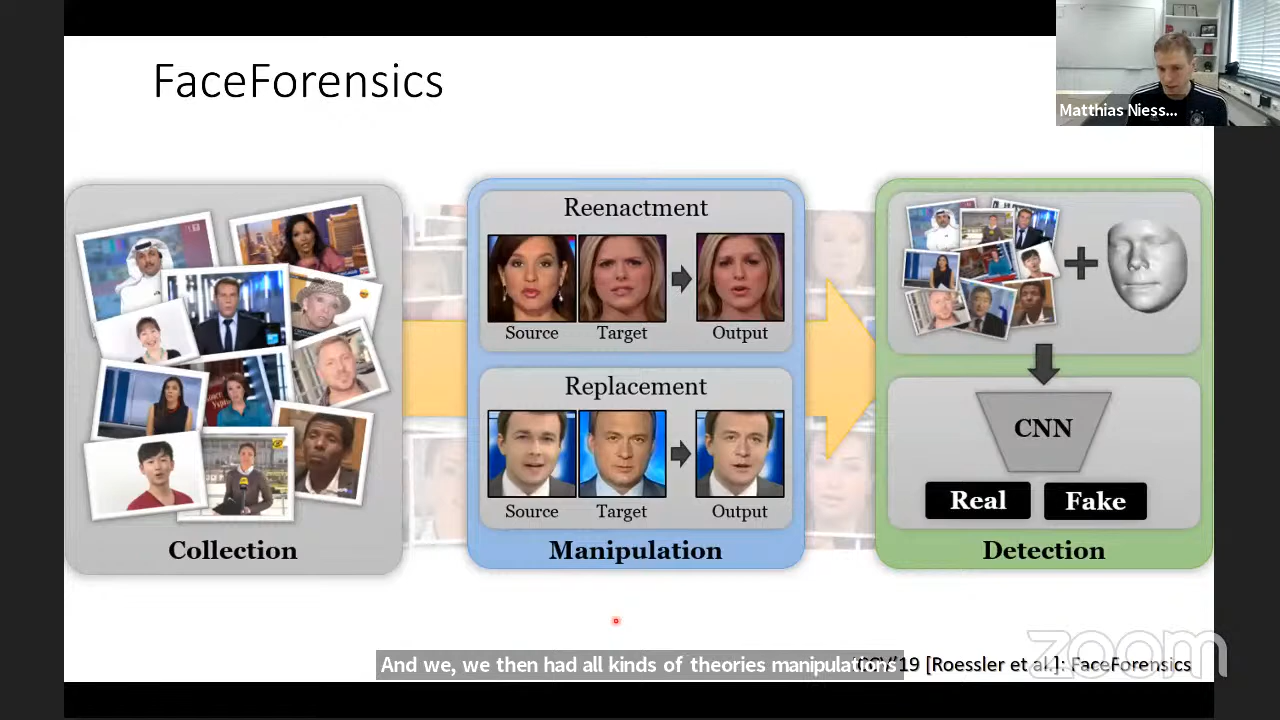 FaceForensics
Matthias Niess...
Reenactment
Source
Target
Output
Replacement
Source
Target
Output
CNN
Real
Fake
Collection
Manipulation
Detection
zoom
And we, we then had all kinds of theories manipulations
19 [Roessler et al.]: FaceForensics